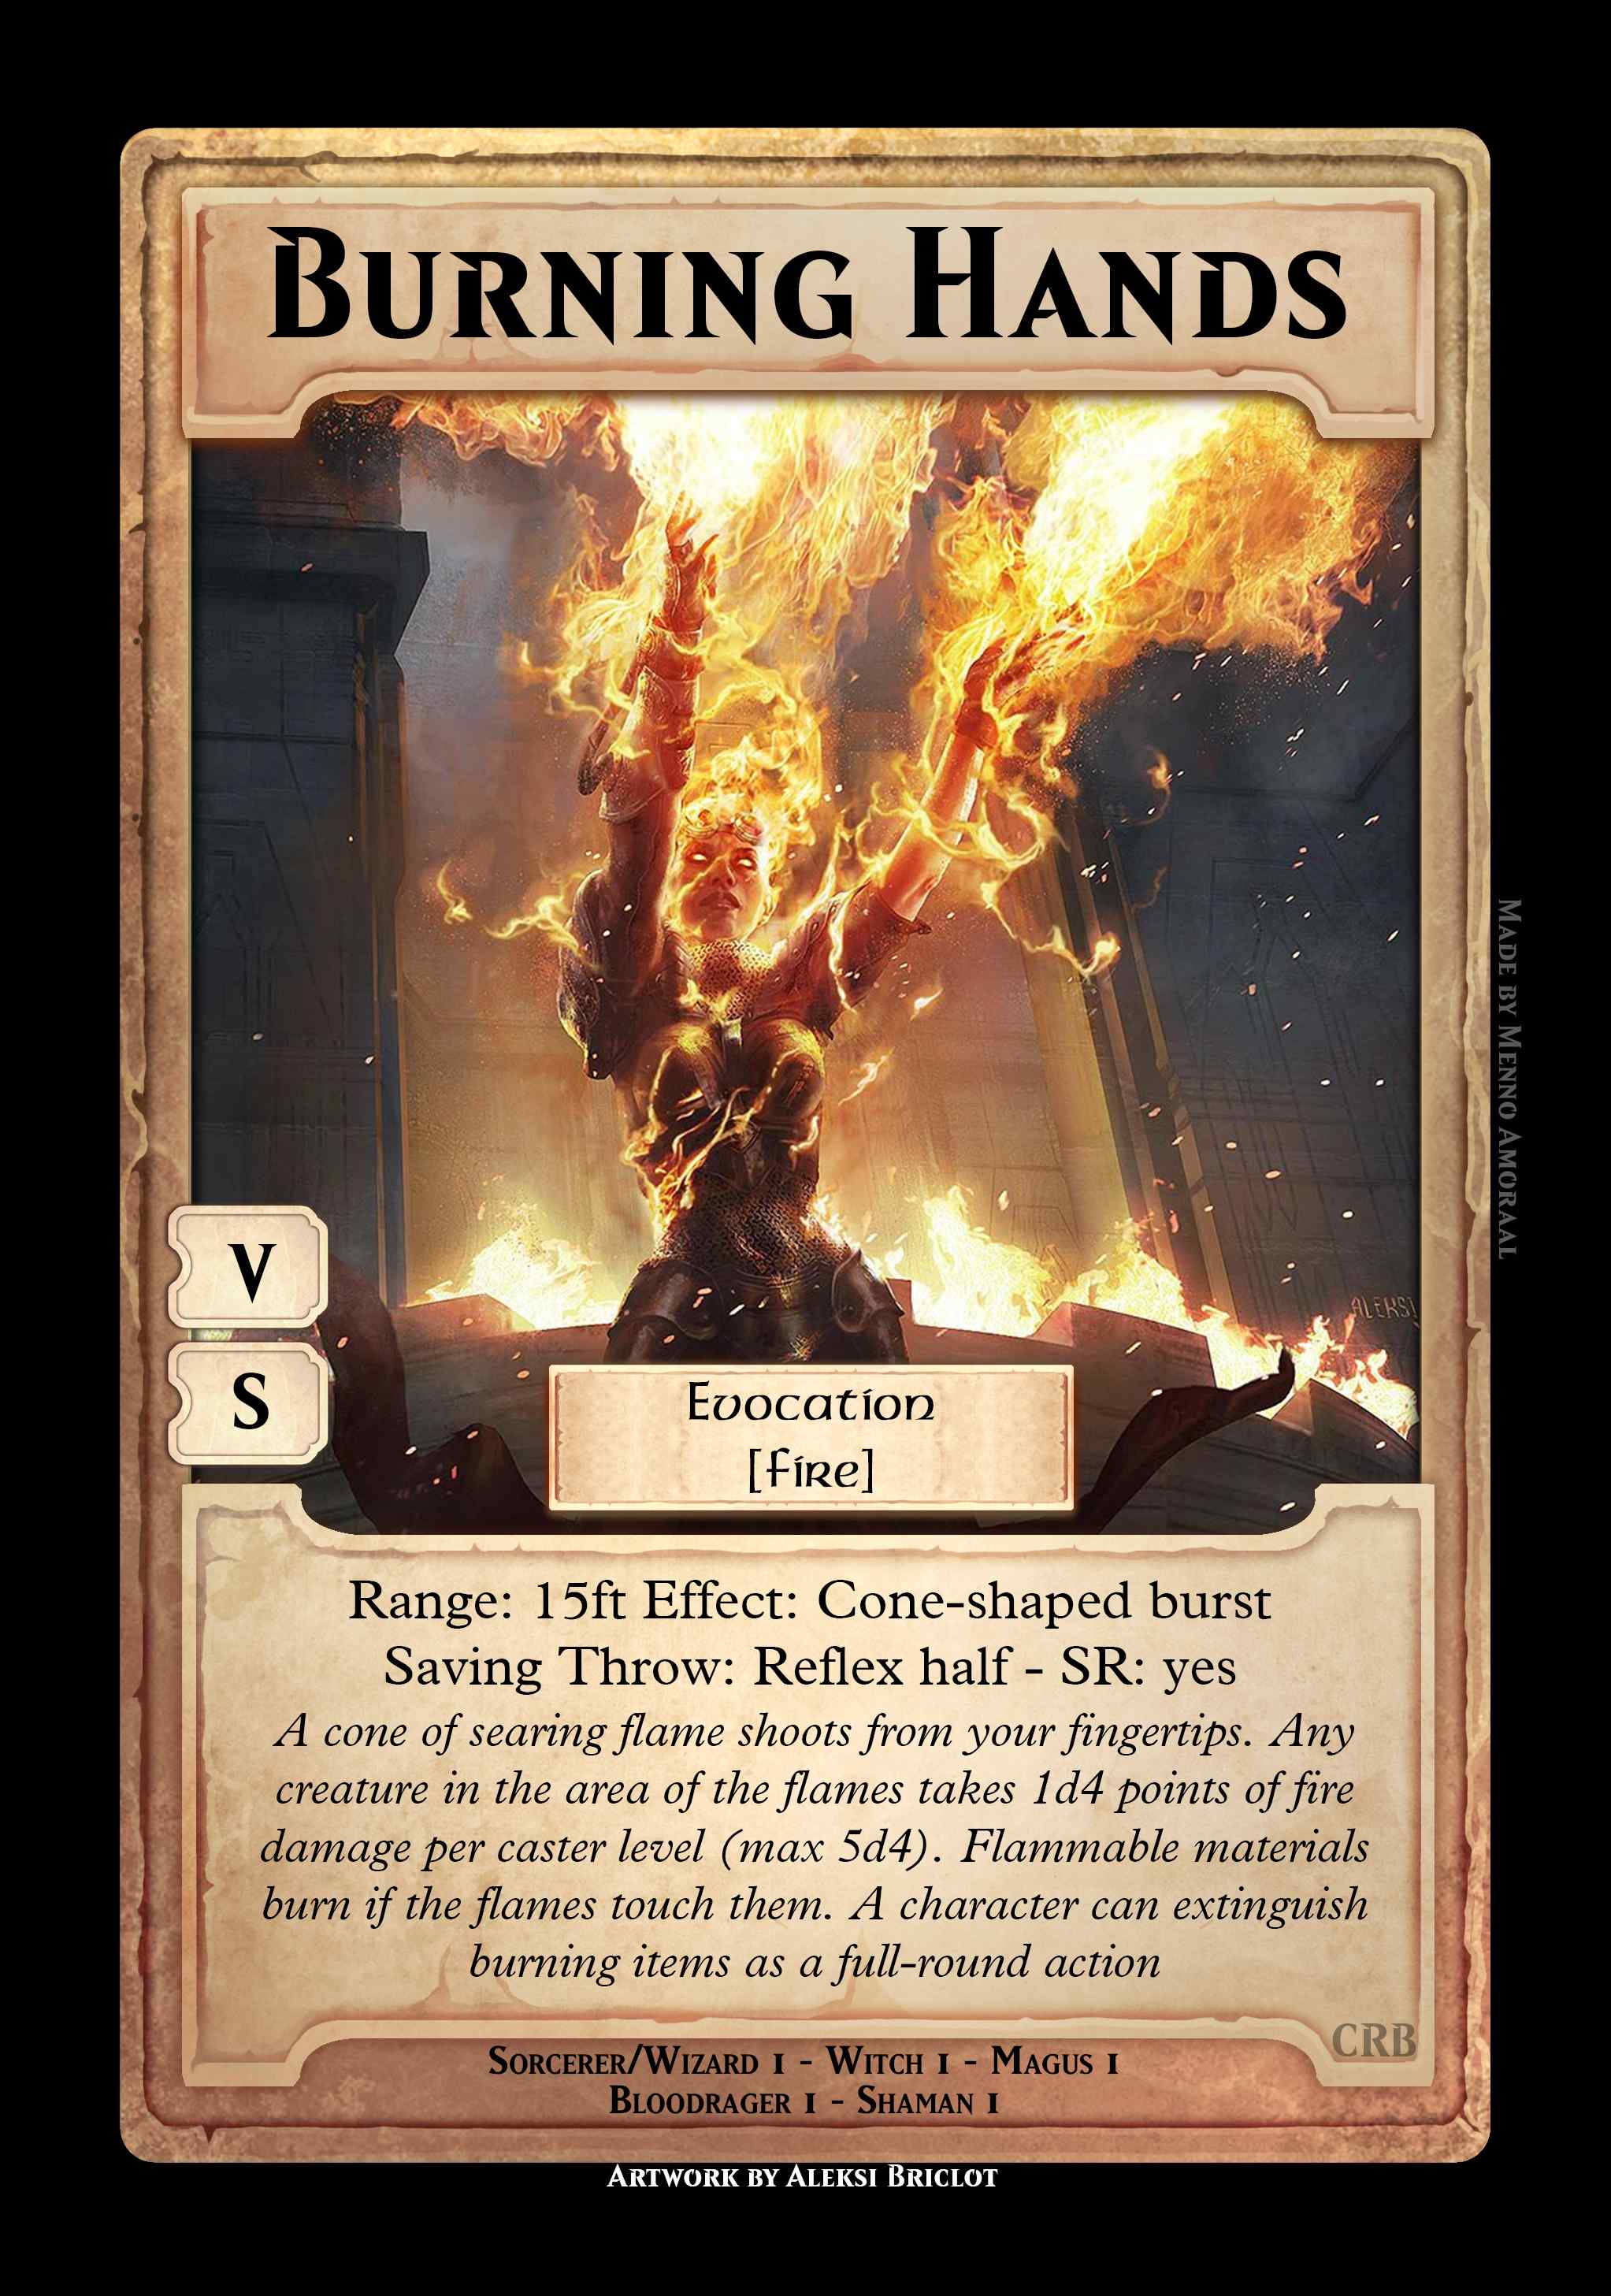 Burning Hands
ALEKSI
V
S
Evocation
[Fire]
Range: 15ft Effect: Cone-shaped burst
Saving Throw: Reflex half - SR: yes
A cone of searing flame shoots from your fingertips. Any
creature in the area of the flames takes 1d4 points of fire
damage per caster level (max 5d4). Flammable materials
burn if the flames touch them. A character can extinguish
burning items as a full-round action
CRB
Sorcerer/Wizard 1 - Witch 1 - Magus 1
Bloodrager 1 - Shaman 1
Artwork by Aleksi Briclot
Made by Menno Amoraal